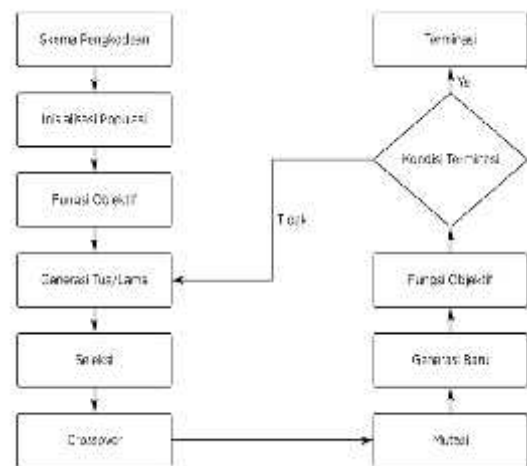 Skema Pengkodean
Inisialisasi Populasi
Fungsi Objektif
Generasi Tua/Lama
Seleksi
Crossover
Mutasi
Generasi Baru
Fungsi Objektif
Kondisi Terminasi
Ya
Terminasi
Tidak